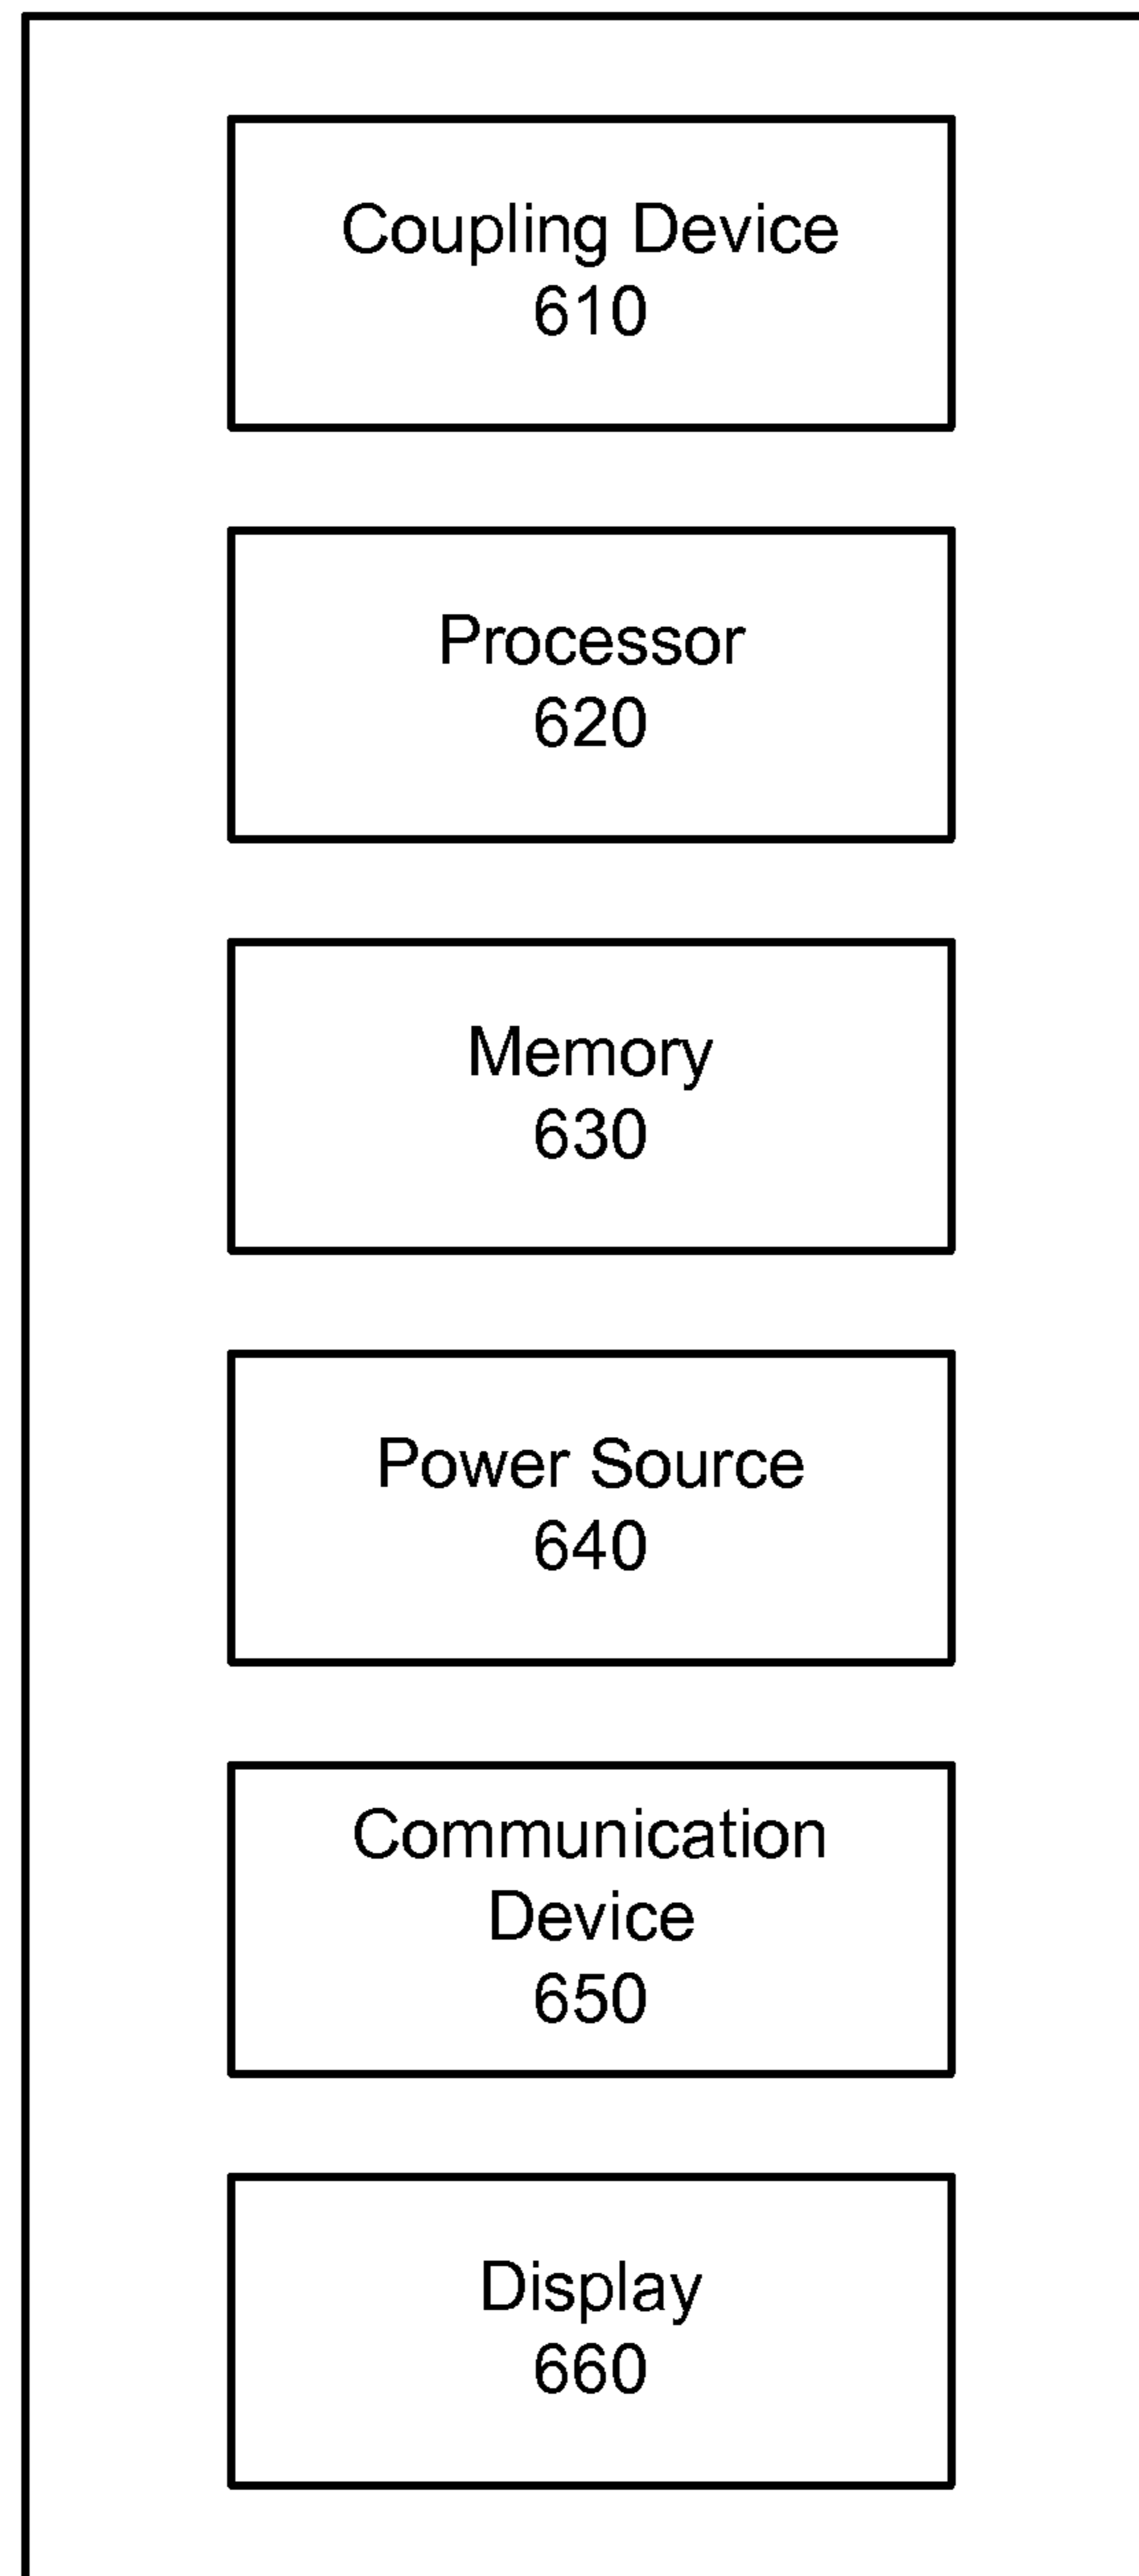 Coupling Device
610
Processor
620
Memory
630
Power Source
640
Communication
Device
650
Display
660